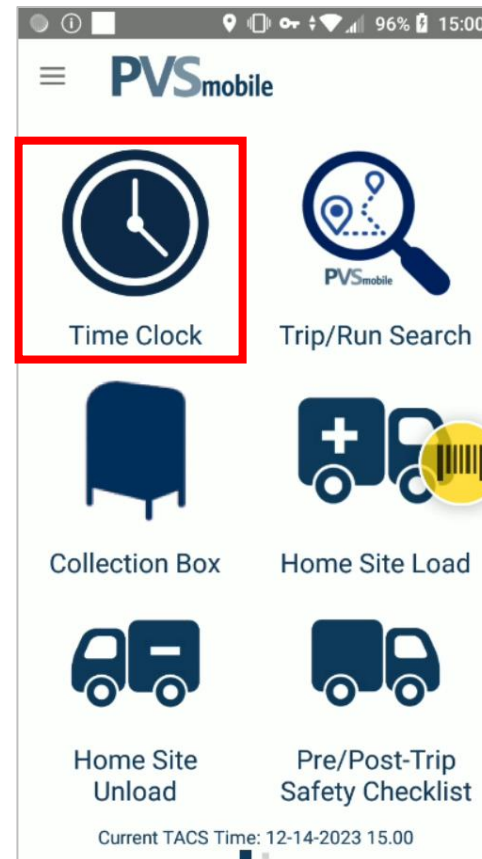 96% 15:00
PVSmobile
PVSmobile
Time Clock
Trip/Run Search
Collection Box
Home Site Load
Home Site
Unload
Pre/Post-Trip
Safety Checklist
Current TACS Time: 12-14-2023 15.00